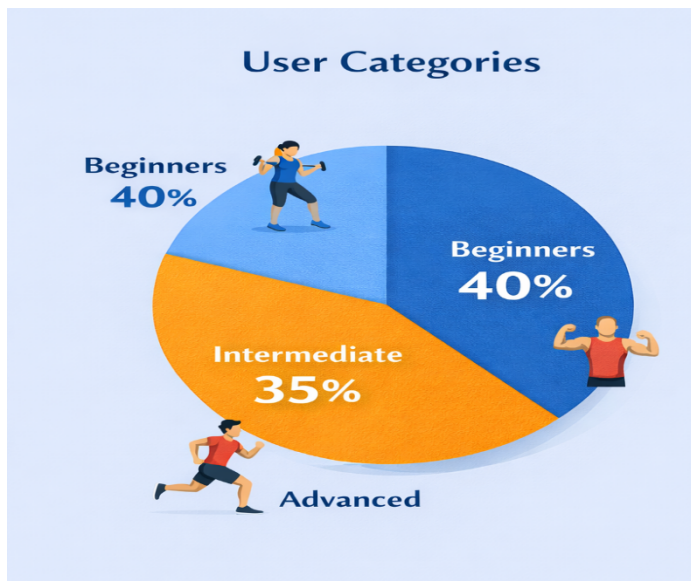 User Categories
Beginners
40%
Beginners
40%
Intermediate
35%
Advanced